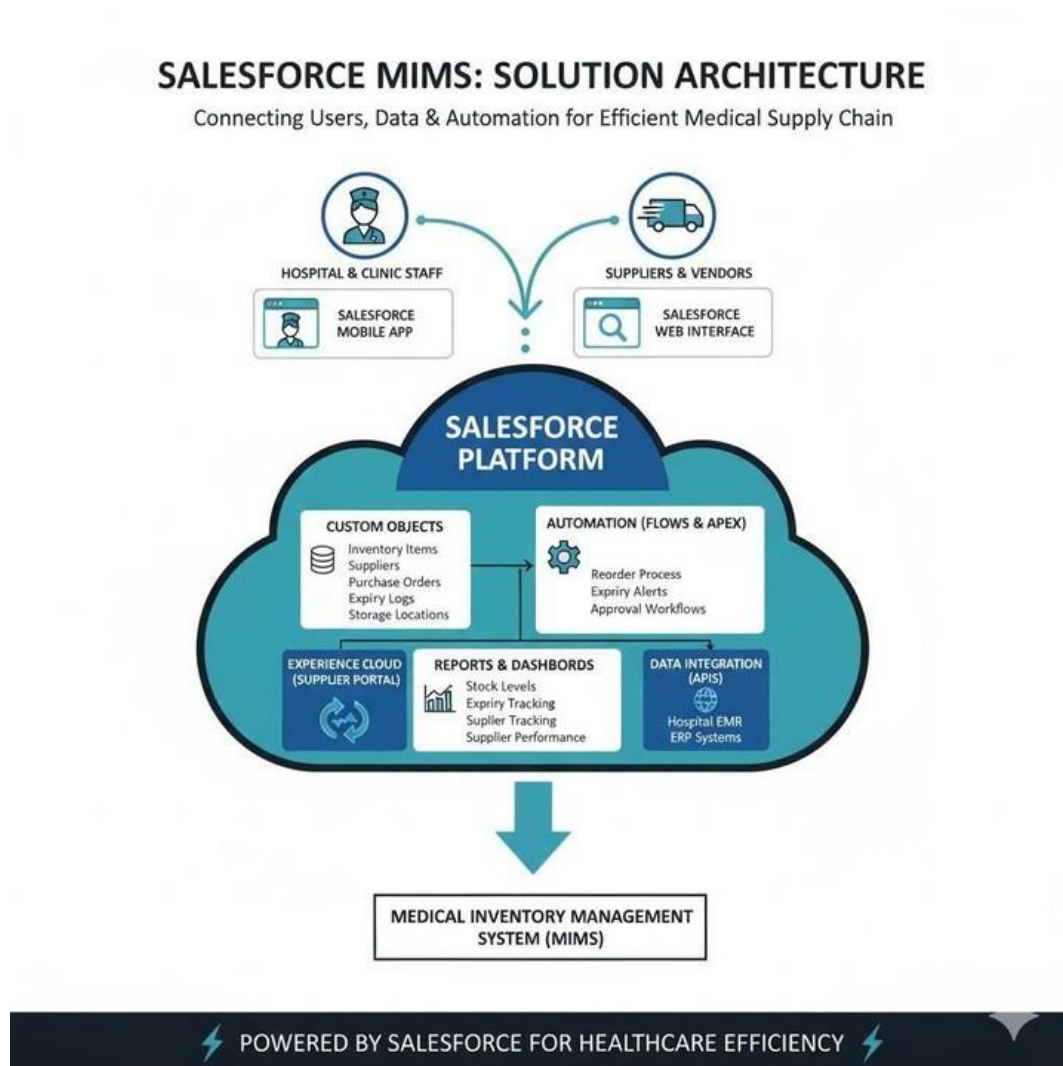 SALESFORCE MIMS: SOLUTION ARCHITECTURE
Connecting Users, Data & Automation for Efficient Medical Supply Chain
HOSPITAL & CLINIC STAFF
SALESFORCE
MOBILE APP
SUPPLIERS & VENDORS
SALESFORCE
WEB INTERFACE
SALESFORCE
PLATFORM
CUSTOM OBJECTS
Inventory Items
Suppliers
Purchase Orders
Expiry Logs
Storage Locations
AUTOMATION (FLOWS & APEX)
Reorder Process
Expriry Alerts
Approval Workflows
EXPERIENCE CLOUD
(SUPPLIER PORTAL)
REPORTS & DASHBORDS
Stock Levels
Expriry Tracking
Suplier Tracking
Supplier Performance
DATA INTEGRATION
(APIS)
Hospital EMR
ERP Systems
MEDICAL INVENTORY MANAGEMENT
SYSTEM (MIMS)
POWERED BY SALESFORCE FOR HEALTHCARE EFFICIENCY